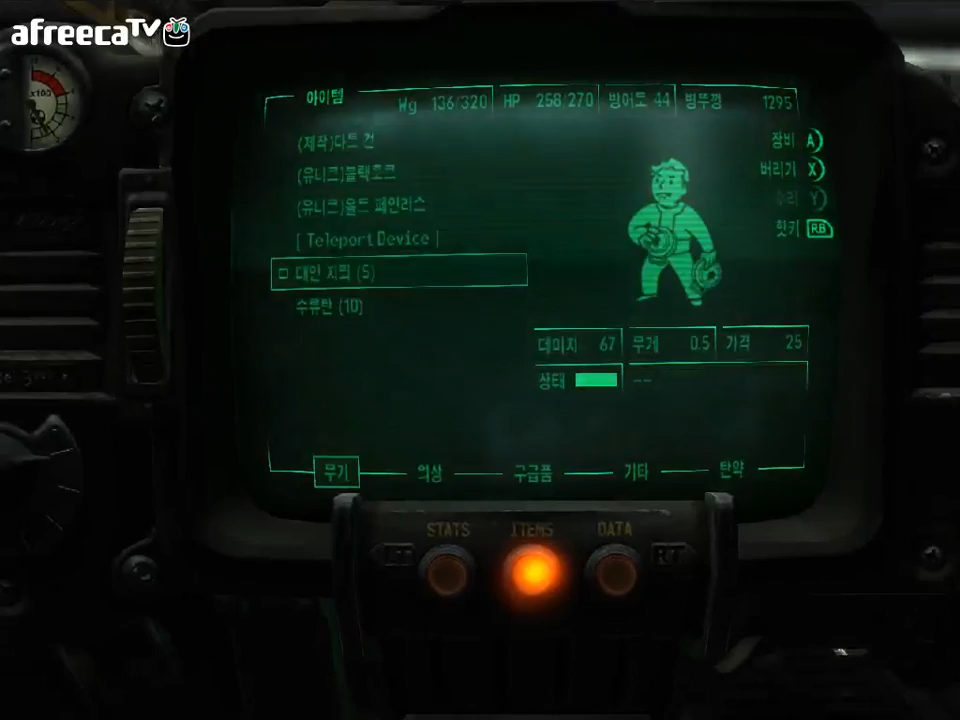 afreecaTV
x100
아이템 Wg 136/320 HP 258/270 방어도 44 병뚜껑 1295
(제작)다트 건
(유니크)블랙호크
(유니크)올드 페인리스
[ Teleport Device ]
대인 지뢰 (5)
수류탄 (10)
장비 A)
버리기 X)
수리 Y)
핫키 RB
데미지 67 무게 0.5 가격 25
상태 --
무기 의상 구급품 기타 탄약
STATS ITEMS DATA
LT RT